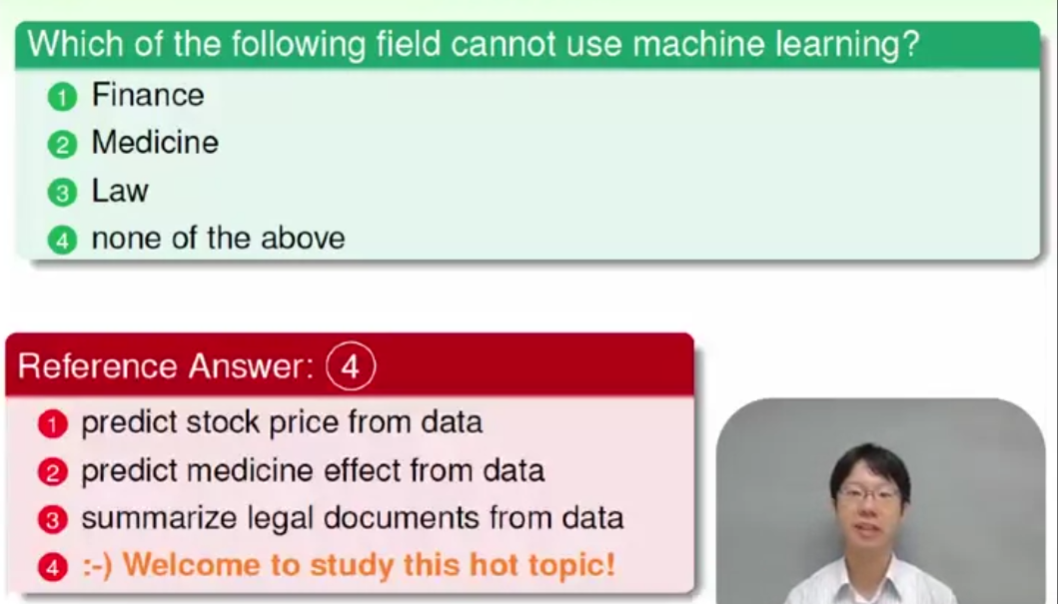 Which of the following field cannot use machine learning?
1 Finance
2 Medicine
3 Law
4 none of the above
Reference Answer: 4
1 predict stock price from data
2 predict medicine effect from data
3 summarize legal documents from data
4 :-) Welcome to study this hot topic!